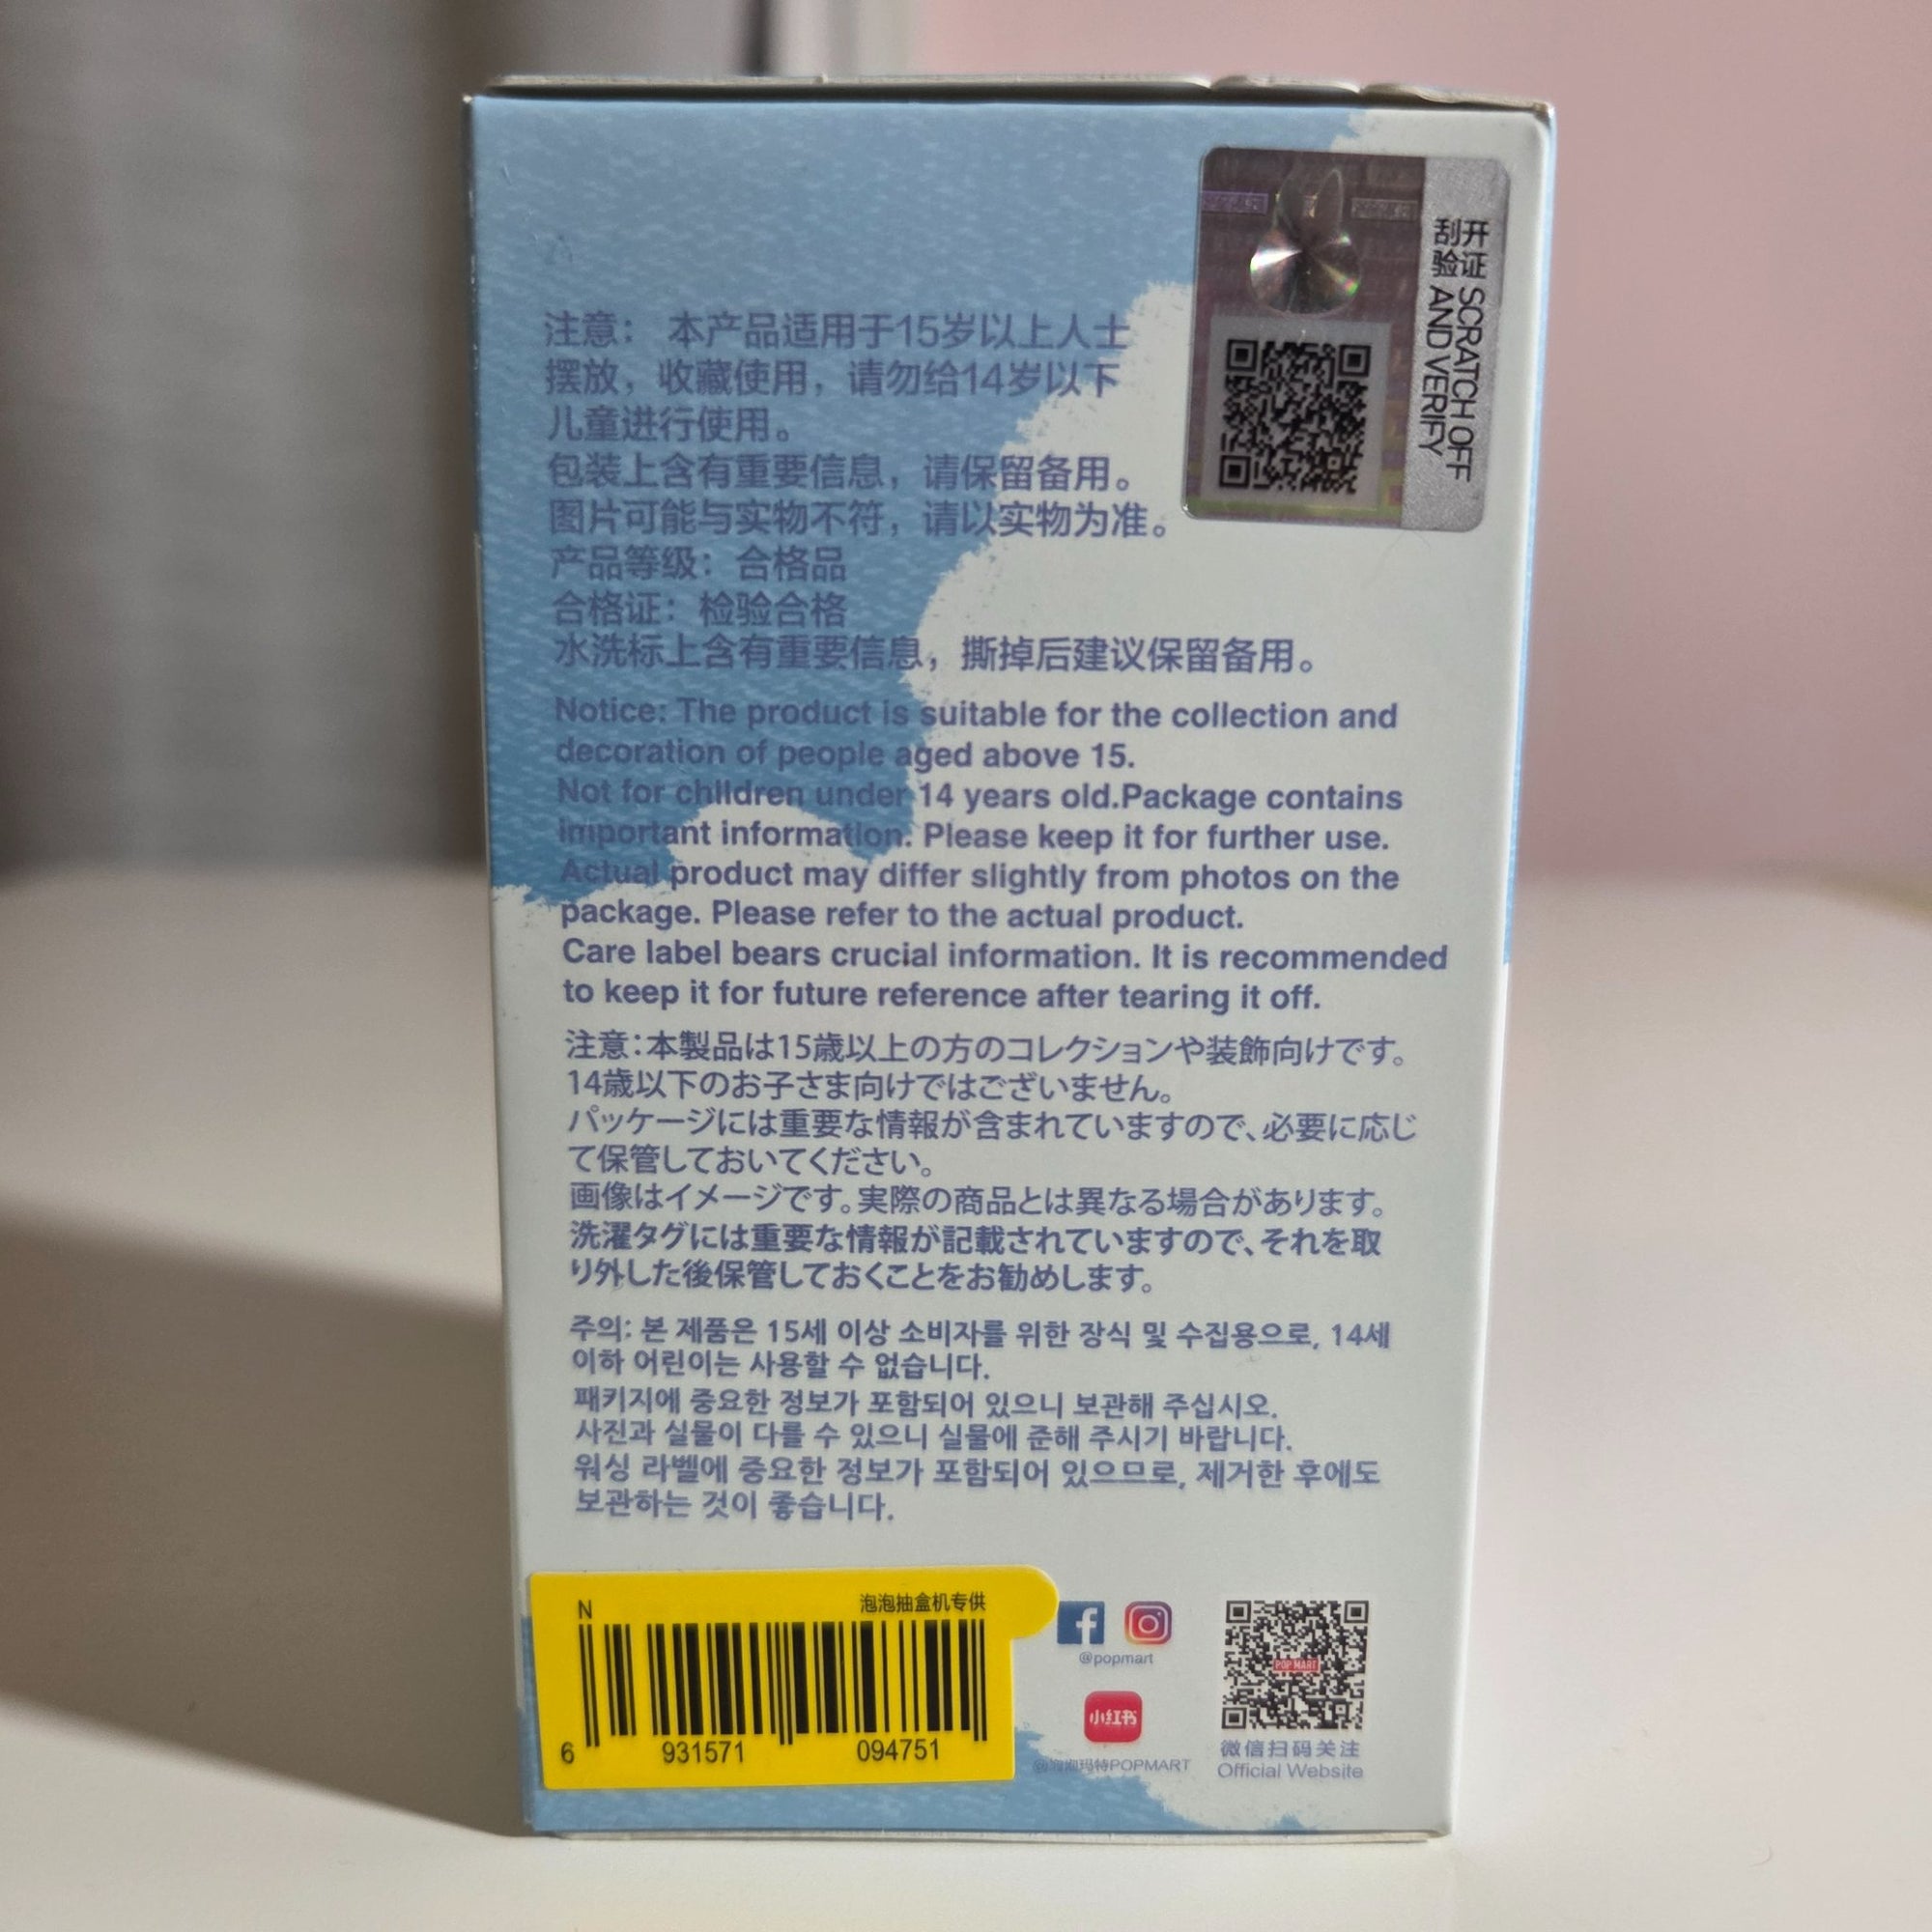 刮开 SCRATCH OFF
验证 AND VERIFY
注意： 本产品适用于15岁以上人士
摆放，收藏使用，请勿给14岁以下
儿童进行使用。
包装上含有重要信息，请保留备用。
图片可能与实物不符，请以实物为准。
产品等级：合格品
合格证：检验合格
水洗标上含有重要信息，撕掉后建议保留备用。
Notice: The product is suitable for the collection and
decoration of people aged above 15.
Not for children under 14 years old.Package contains
important information. Please keep it for further use.
Actual product may differ slightly from photos on the
package. Please refer to the actual product.
Care label bears crucial information. It is recommended
to keep it for future reference after tearing it off.
注意：本製品は15歳以上の方のコレクションや装飾向けです。
14歳以下のお子さま向けではございません。
パッケージには重要な情報が含まれていますので、必要に応じ
て保管しておいてください。
画像はイメージです。実際の商品とは異なる場合があります。
洗濯タグには重要な情報が記載されていますので、それを取
り外した後保管しておくことをお勧めします。
주의: 본 제품은 15세 이상 소비자를 위한 장식 및 수집용으로, 14세
이하 어린이는 사용할 수 없습니다.
패키지에 중요한 정보가 포함되어 있으니 보관해 주십시오.
사진과 실물이 다를 수 있으니 실물에 준해 주시기 바랍니다.
워싱 라벨에 중요한 정보가 포함되어 있으므로, 제거한 후에도
보관하는 것이 좋습니다.
N 泡泡抽盒机专供
6 931571 094751
@popmart
小红书
@泡泡玛特POPMART
POP MART
微信扫码关注
Official Website